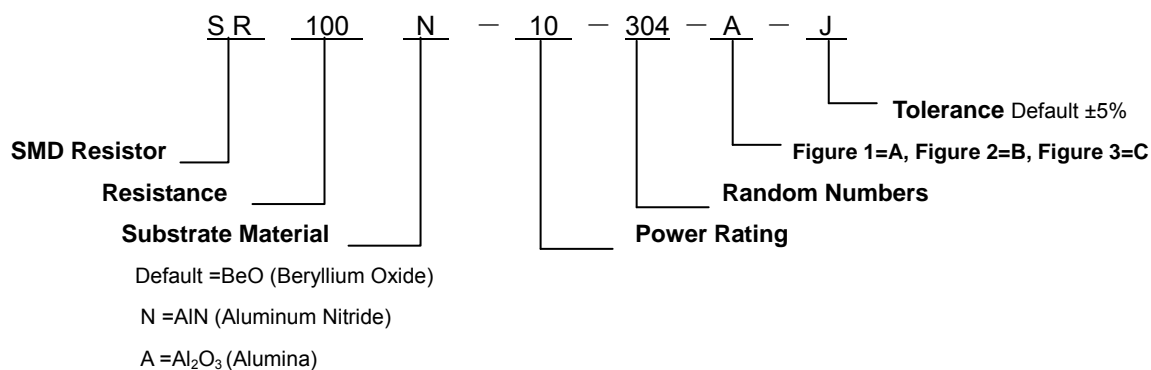 SR 100 N — 10 — 304 — A — J
Tolerance Default ±5%
SMD Resistor
Figure 1=A, Figure 2=B, Figure 3=C
Resistance
Random Numbers
Substrate Material
Power Rating
Default =BeO (Beryllium Oxide)
N =AlN (Aluminum Nitride)
A =Al₂O₃ (Alumina)